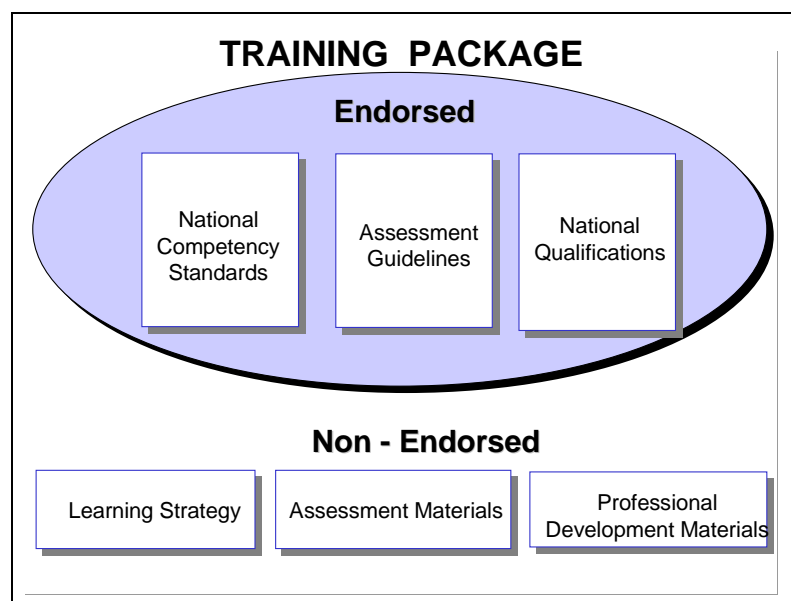 TRAINING PACKAGE
Endorsed
National
Competency
Standards
Assessment
Guidelines
National
Qualifications
Non - Endorsed
Learning Strategy
Assessment Materials
Professional
Development Materials